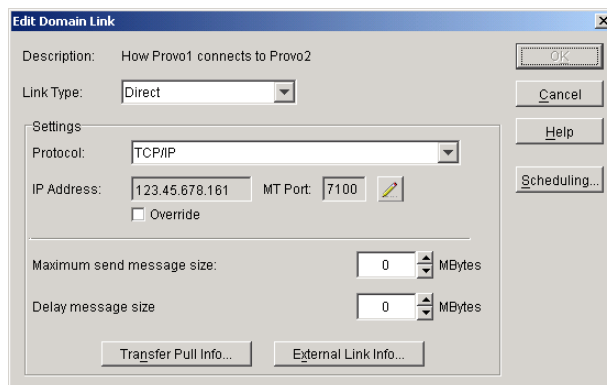 Edit Domain Link
Description: How Provo1 connects to Provo2
OK
Link Type: Direct
Cancel
Settings
Help
Protocol: TCP/IP
IP Address: 123.45.678.161 MT Port: 7100
Scheduling...
Override
Maximum send message size: 0 MBytes
Delay message size 0 MBytes
Transfer Pull Info... External Link Info...